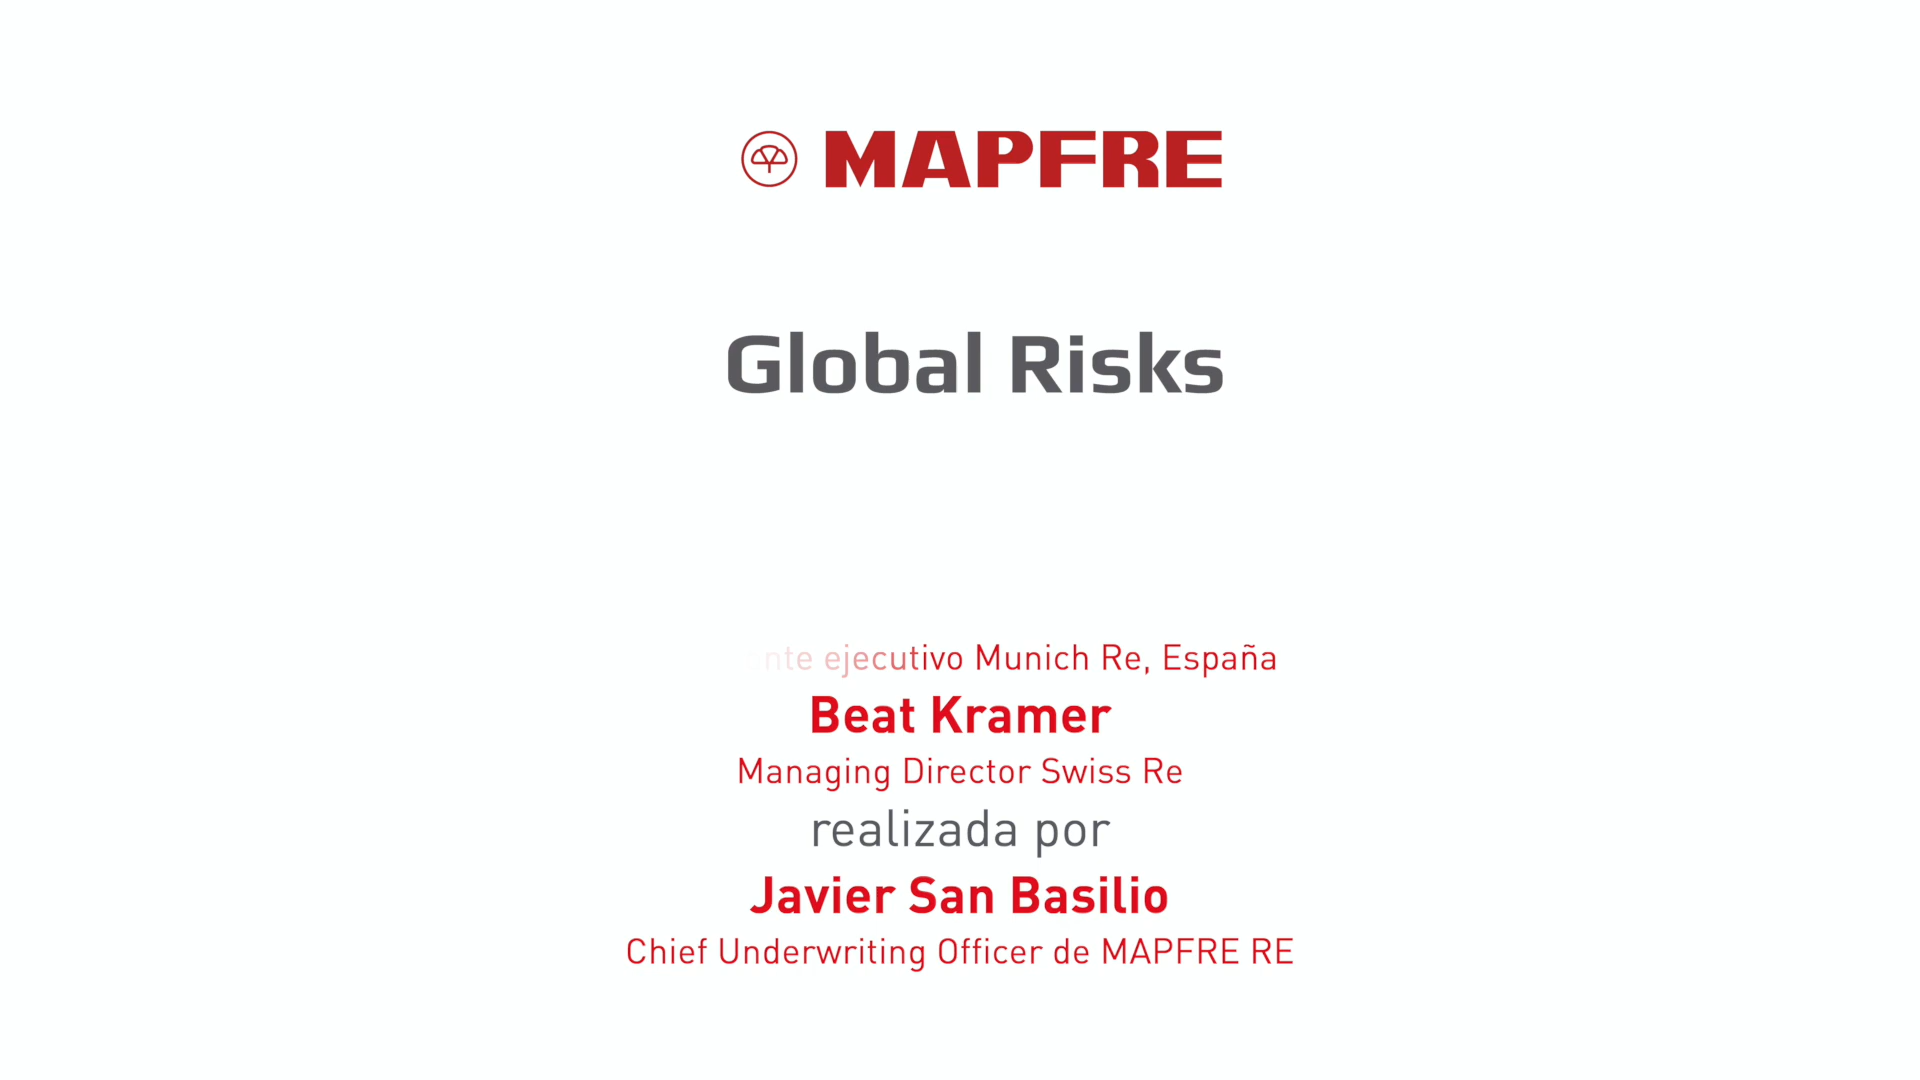 MAPFRE
Global Risks
ejecutivo Munich Re, España
Beat Kramer
Managing Director Swiss Re
realizada por
Javier San Basilio
Chief Underwriting Officer de MAPFRE RE